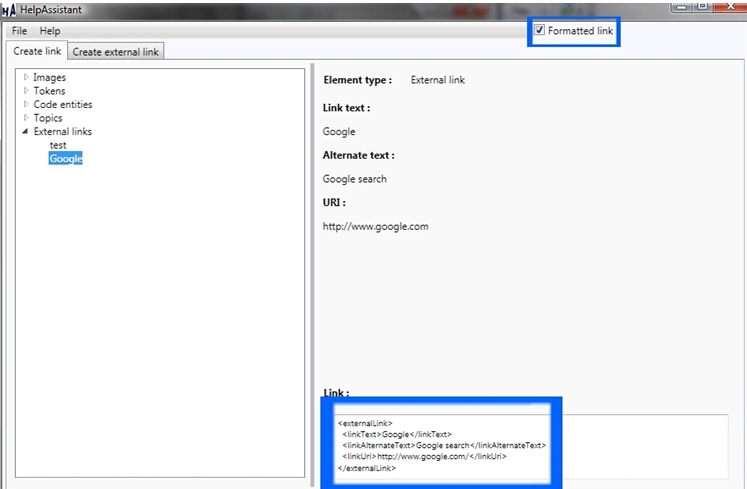 HA HelpAssistant
File Help
Formatted link
Create link Create external link
Images
Tokens
Code entities
Topics
External links
test
Google
Element type : External link
Link text :
Google
Alternate text :
Google search
URI :
http://www.google.com
Link :
<externalLink>
<linkText>Google</linkText>
<linkAlternateText>Google search</linkAlternateText>
<linkUri>http://www.google.com/</linkUri>
</externalLink>